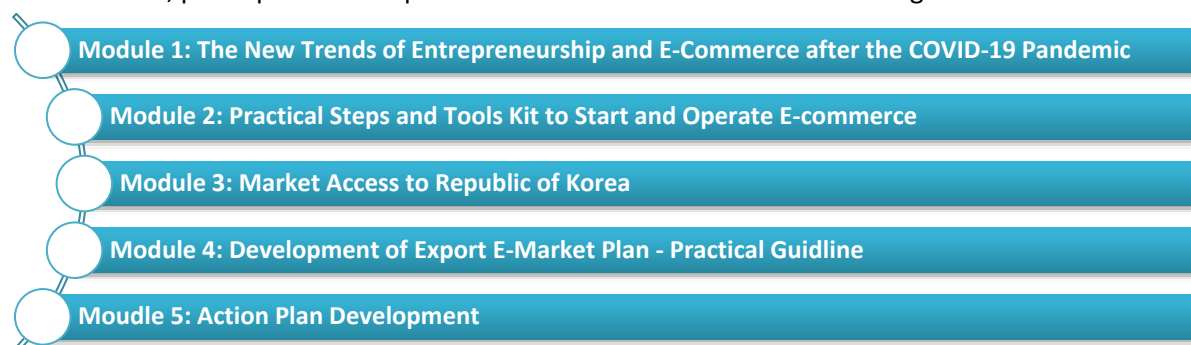 Module 1: The New Trends of Entrepreneurship and E-Commerce after the COVID-19 Pandemic
Module 2: Practical Steps and Tools Kit to Start and Operate E-commerce
Module 3: Market Access to Republic of Korea
Module 4: Development of Export E-Market Plan - Practical Guidline
Moudle 5: Action Plan Development